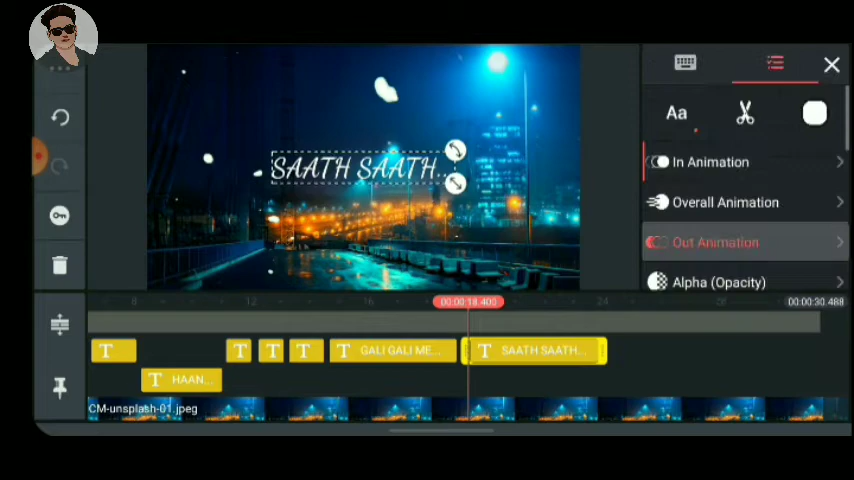 SAATH SAATH...
Aa
In Animation
Overall Animation
Out Animation
Alpha (Opacity)
8
12
16
00:00:18.400
24
00:00:30.488
T
T
T
T
T GALI GALI ME...
T SAATH SAATH...
T HAAN...
CM-unsplash-01.jpeg